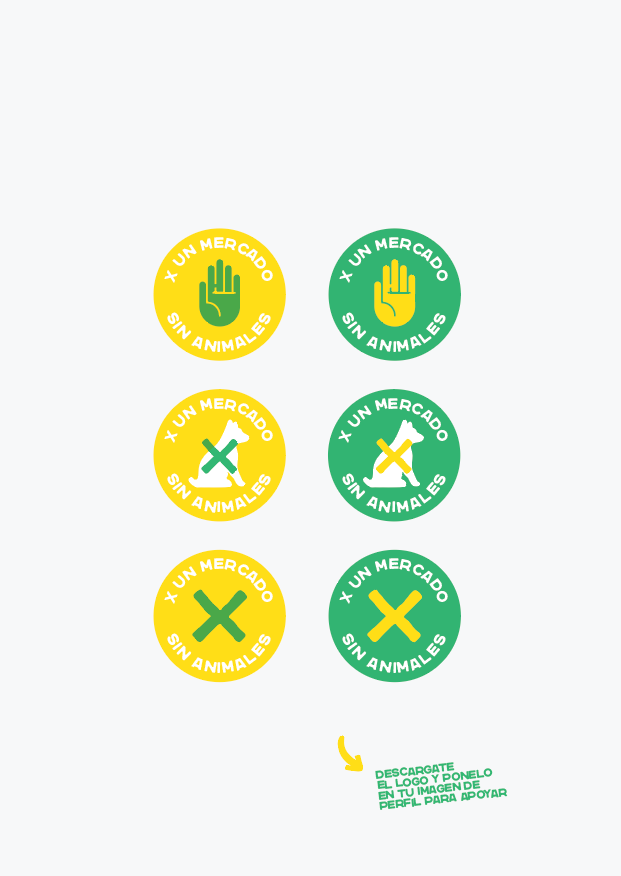 X UN MERCADO
SIN ANIMALES
X UN MERCADO
SIN ANIMALES
X UN MERCADO
SIN ANIMALES
X UN MERCADO
SIN ANIMALES
X UN MERCADO
SIN ANIMALES
X UN MERCADO
SIN ANIMALES
DESCARGATE
EL LOGO Y PONELO
EN TU IMAGEN DE
PERFIL PARA APOYAR